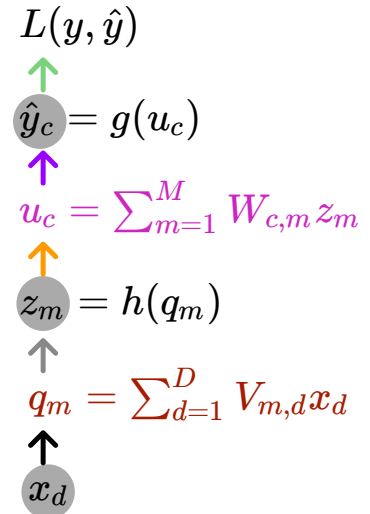 L(y, ŷ)
ŷ_c = g(u_c)
u_c = ∑_{m=1}^{M} W_{c,m} z_m
z_m = h(q_m)
q_m = ∑_{d=1}^{D} V_{m,d} x_d
x_d